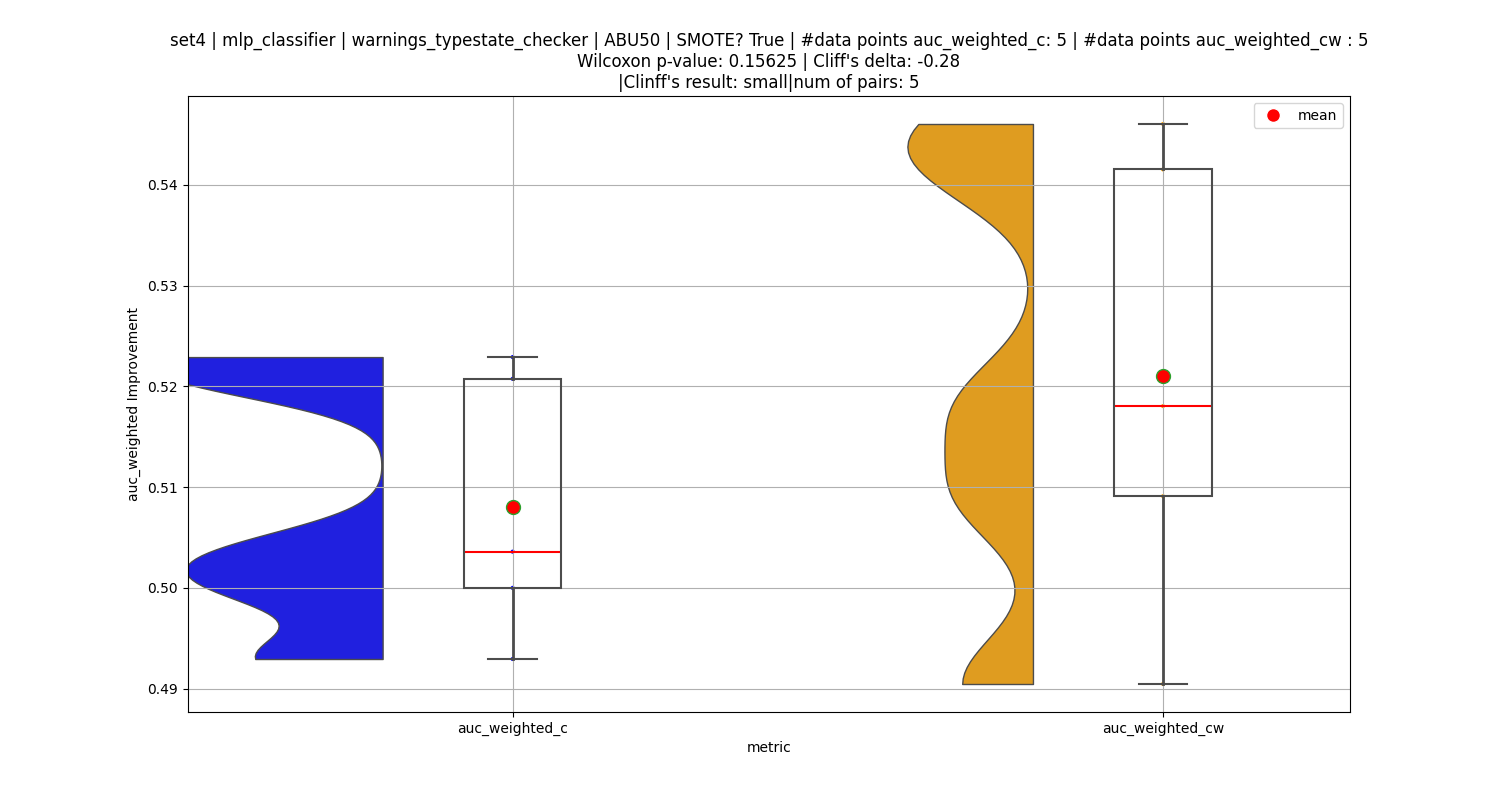 set4 | mlp_classifier | warnings_typestate_checker | ABU50 | SMOTE? True | #data points auc_weighted_c: 5 | #data points auc_weighted_cw : 5
Wilcoxon p-value: 0.15625 | Cliff's delta: -0.28
|Clinff's result: small|num of pairs: 5
mean
0.54
0.53
0.52
0.51
0.50
0.49
auc_weighted Improvement
auc_weighted_c
auc_weighted_cw
metric